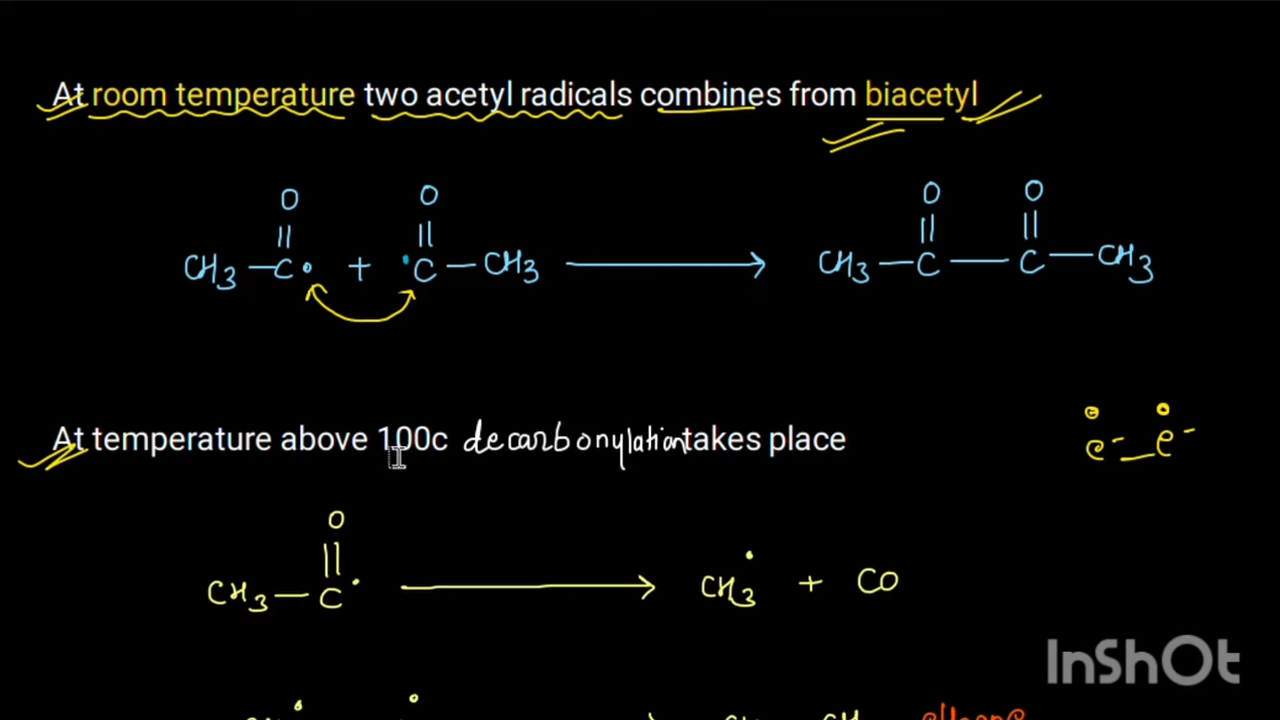 At room temperature two acetyl radicals combines from biacetyl
O O O O
|| || || ||
CH3 — C• + •C — CH3 ⟶ CH3 — C — C — CH3
At temperature above 100c decarbonylation takes place
e⁻ — e⁻
O
||
CH3 — C• ⟶ ĊH3 + CO
InShOt